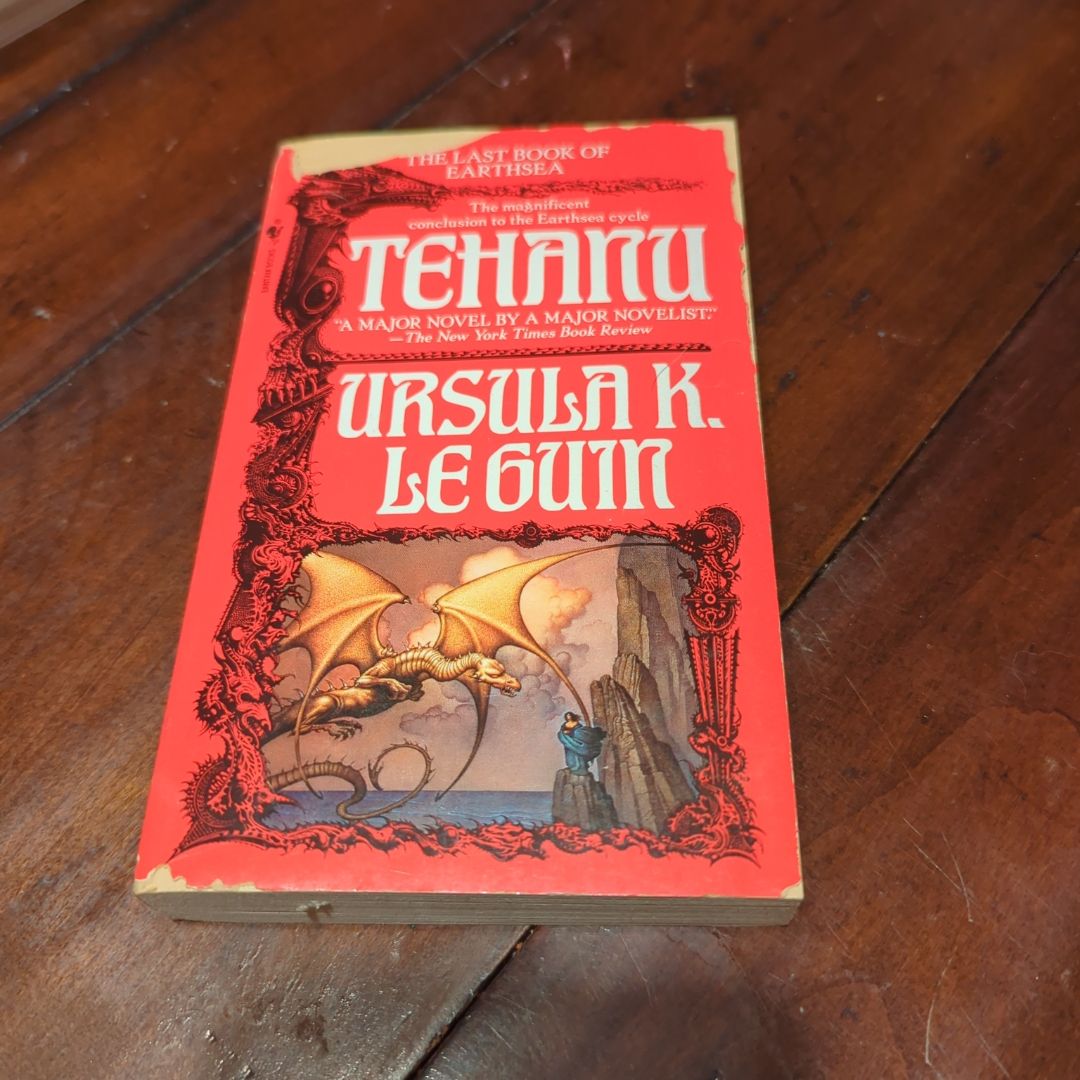 THE LAST BOOK OF
EARTHSEA
The magnificent
conclusion to the Earthsea cycle
TEHANU
"A MAJOR NOVEL BY A MAJOR NOVELIST."
—The New York Times Book Review
URSULA K.
LE GUIN